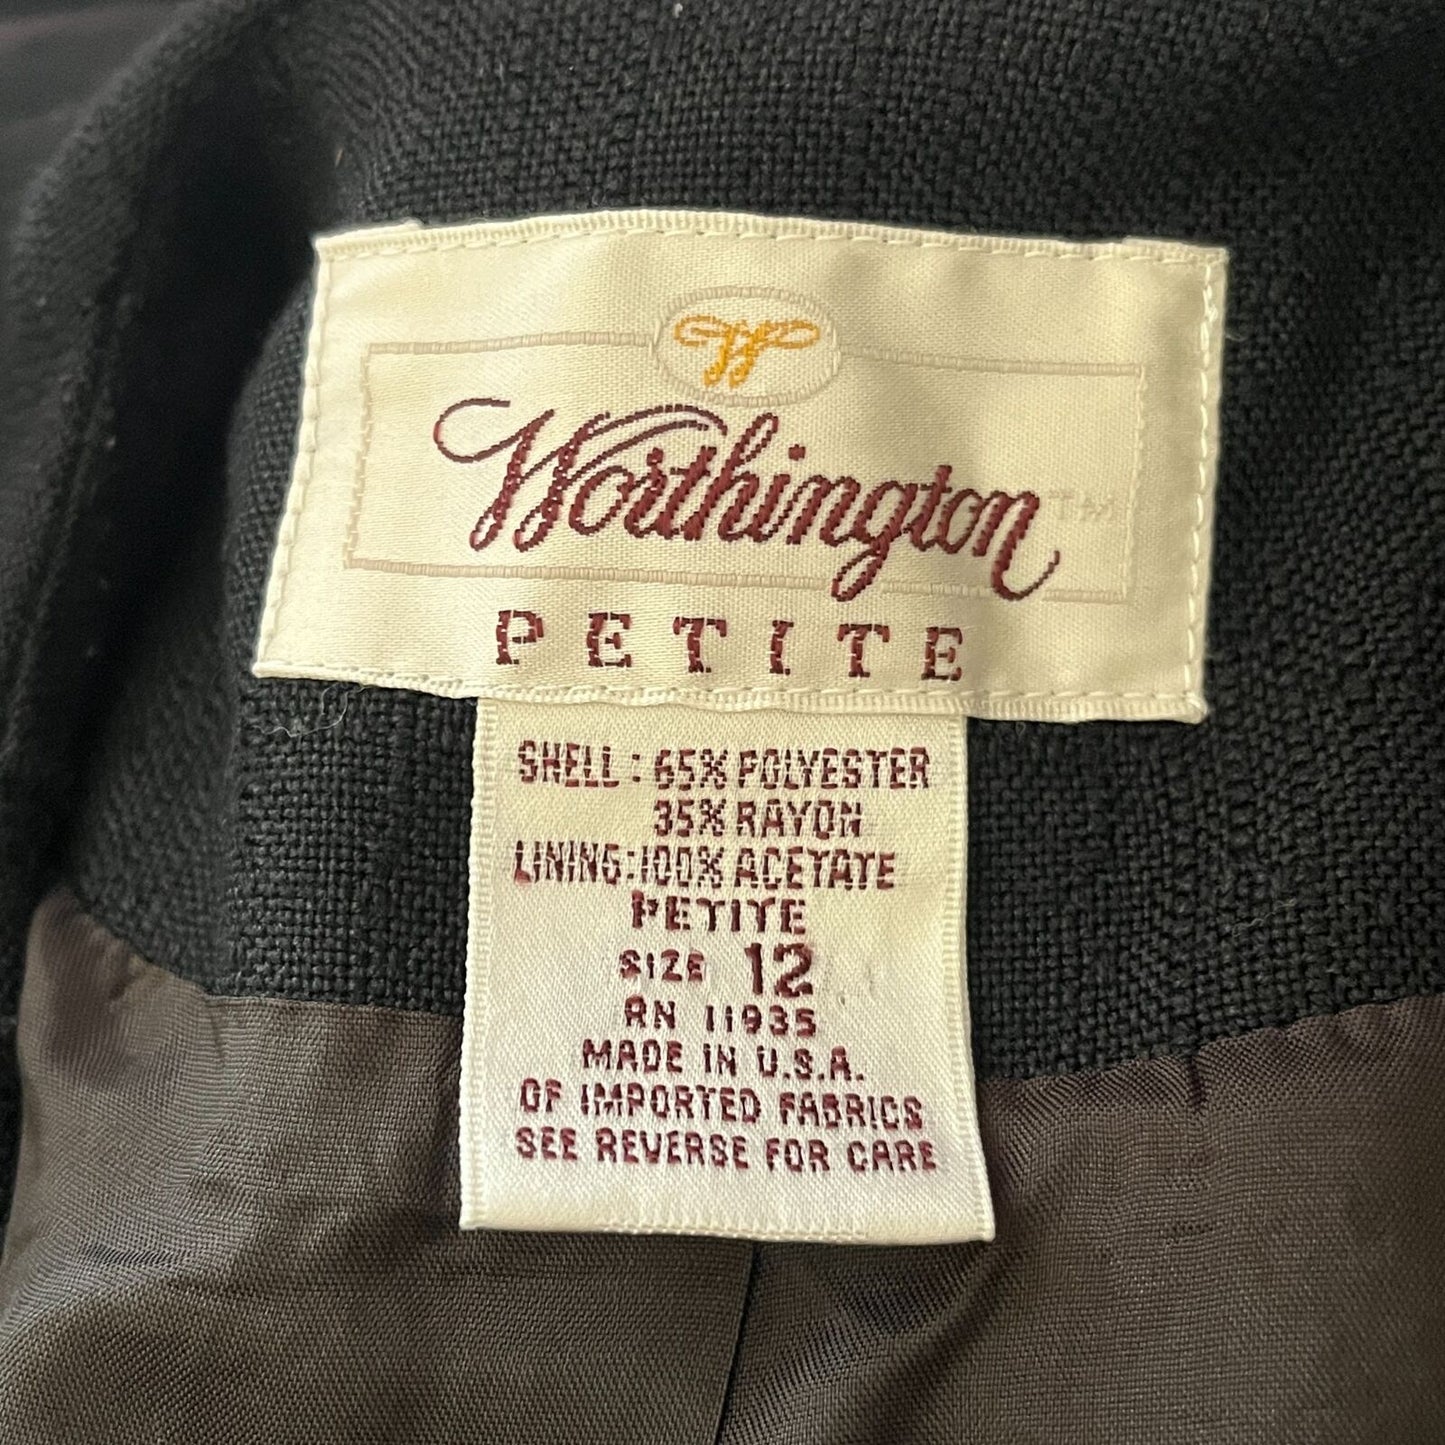 W
Worthington TM
PETITE
SHELL: 65% POLYESTER
35% RAYON
LINING: 100% ACETATE
PETITE
SIZE 12
RN 11935
MADE IN U.S.A.
OF IMPORTED FABRICS
SEE REVERSE FOR CARE